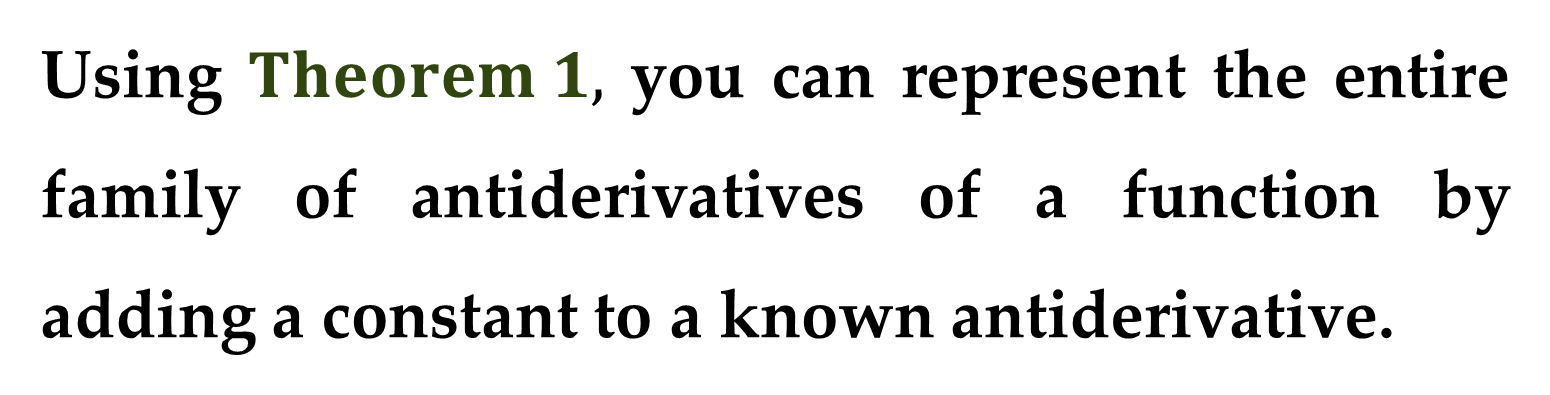 Using Theorem 1, you can represent the entire
family of antiderivatives of a function by
adding a constant to a known antiderivative.